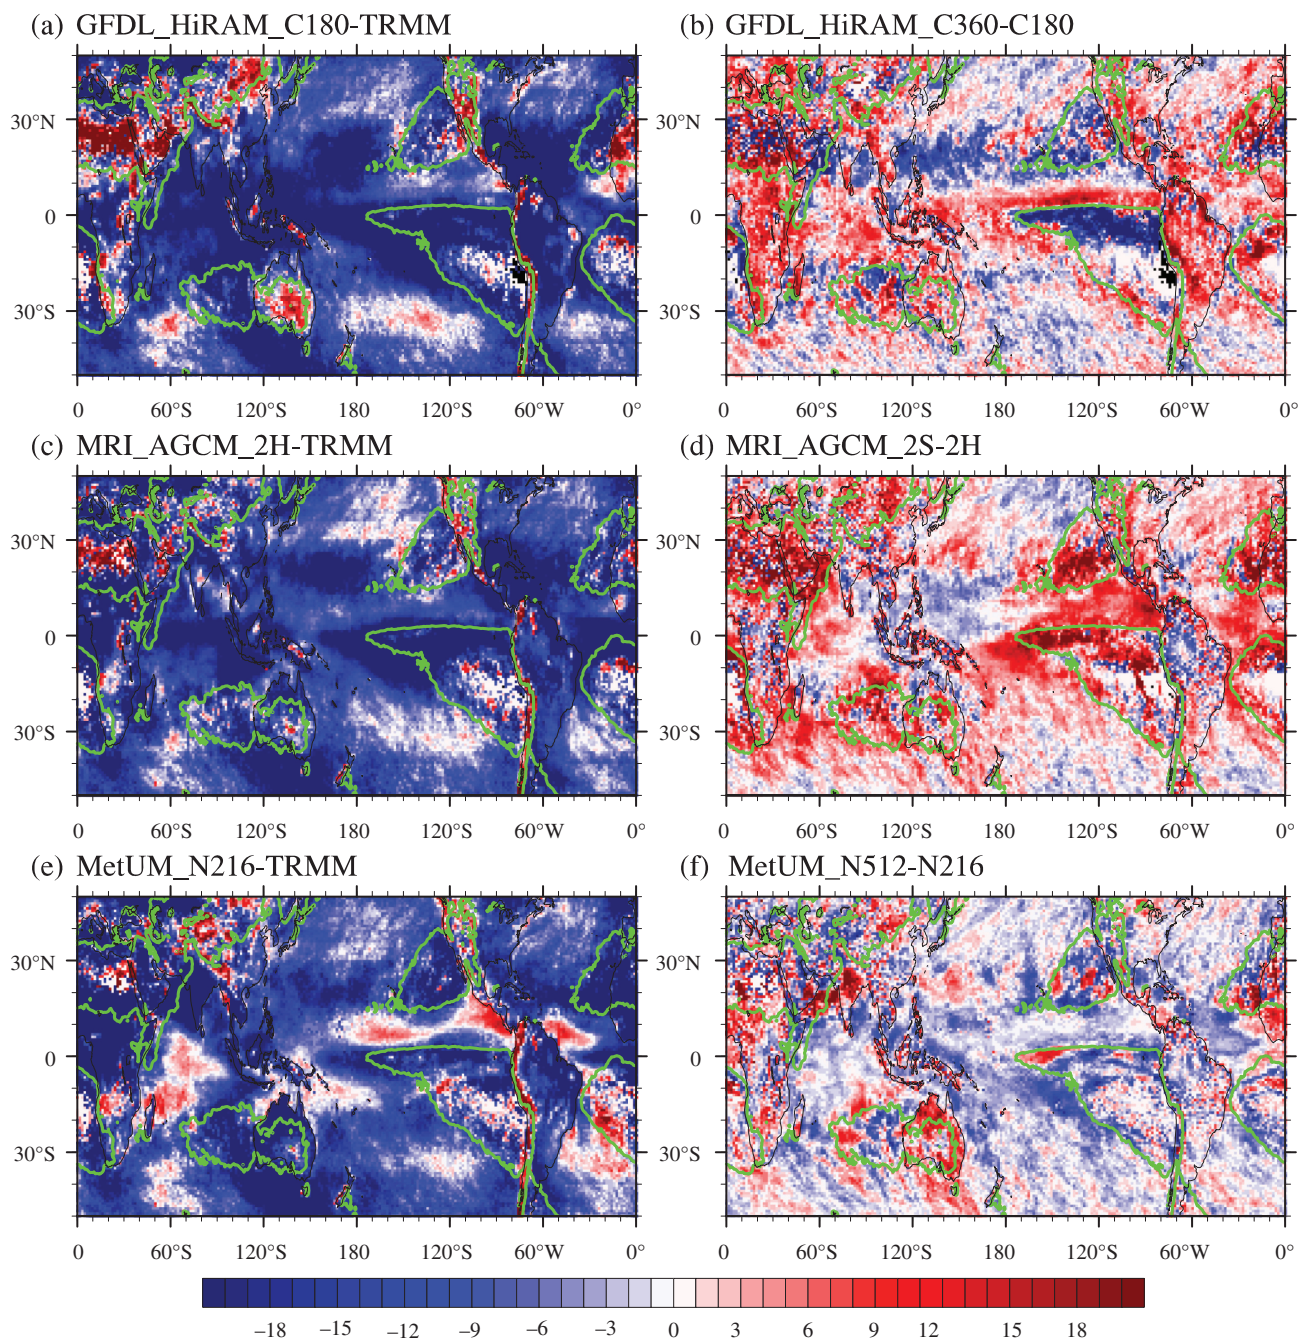 (a) GFDL_HiRAM_C180-TRMM
(b) GFDL_HiRAM_C360-C180
30°N
0
30°S
30°N
0
30°S
0 60°S 120°S 180 120°S 60°W 0°
0 60°S 120°S 180 120°S 60°W 0°
(c) MRI_AGCM_2H-TRMM
(d) MRI_AGCM_2S-2H
30°N
0
30°S
30°N
0
30°S
0 60°S 120°S 180 120°S 60°W 0°
0 60°S 120°S 180 120°S 60°W 0°
(e) MetUM_N216-TRMM
(f) MetUM_N512-N216
30°N
0
30°S
30°N
0
30°S
0 60°S 120°S 180 120°S 60°W 0°
0 60°S 120°S 180 120°S 60°W 0°
−18 −15 −12 −9 −6 −3 0 3 6 9 12 15 18